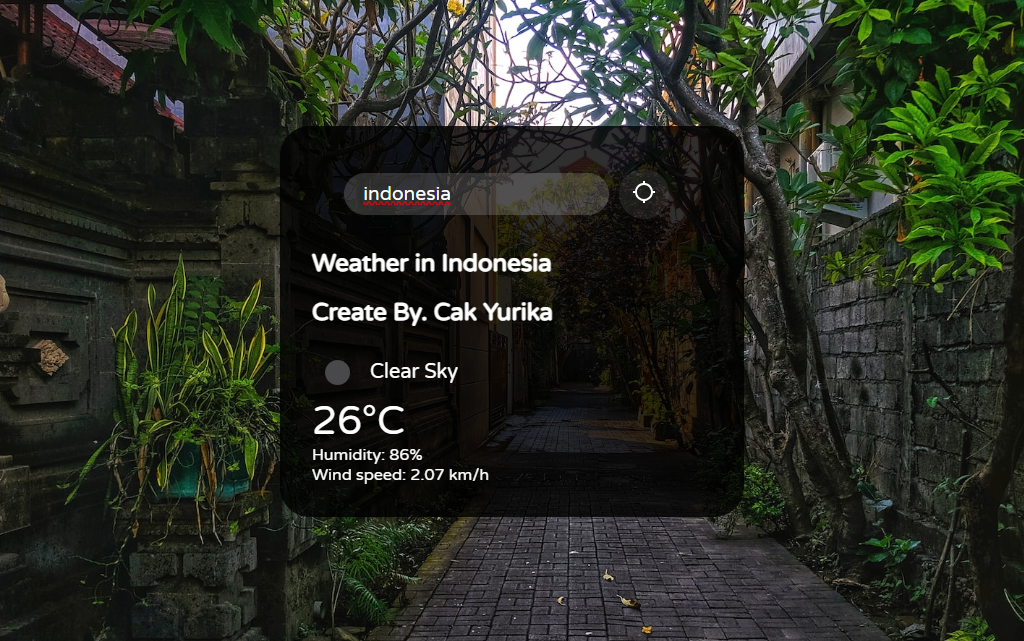 indonesia
Weather in Indonesia
Create By. Cak Yurika
Clear Sky
26°C
Humidity: 86%
Wind speed: 2.07 km/h